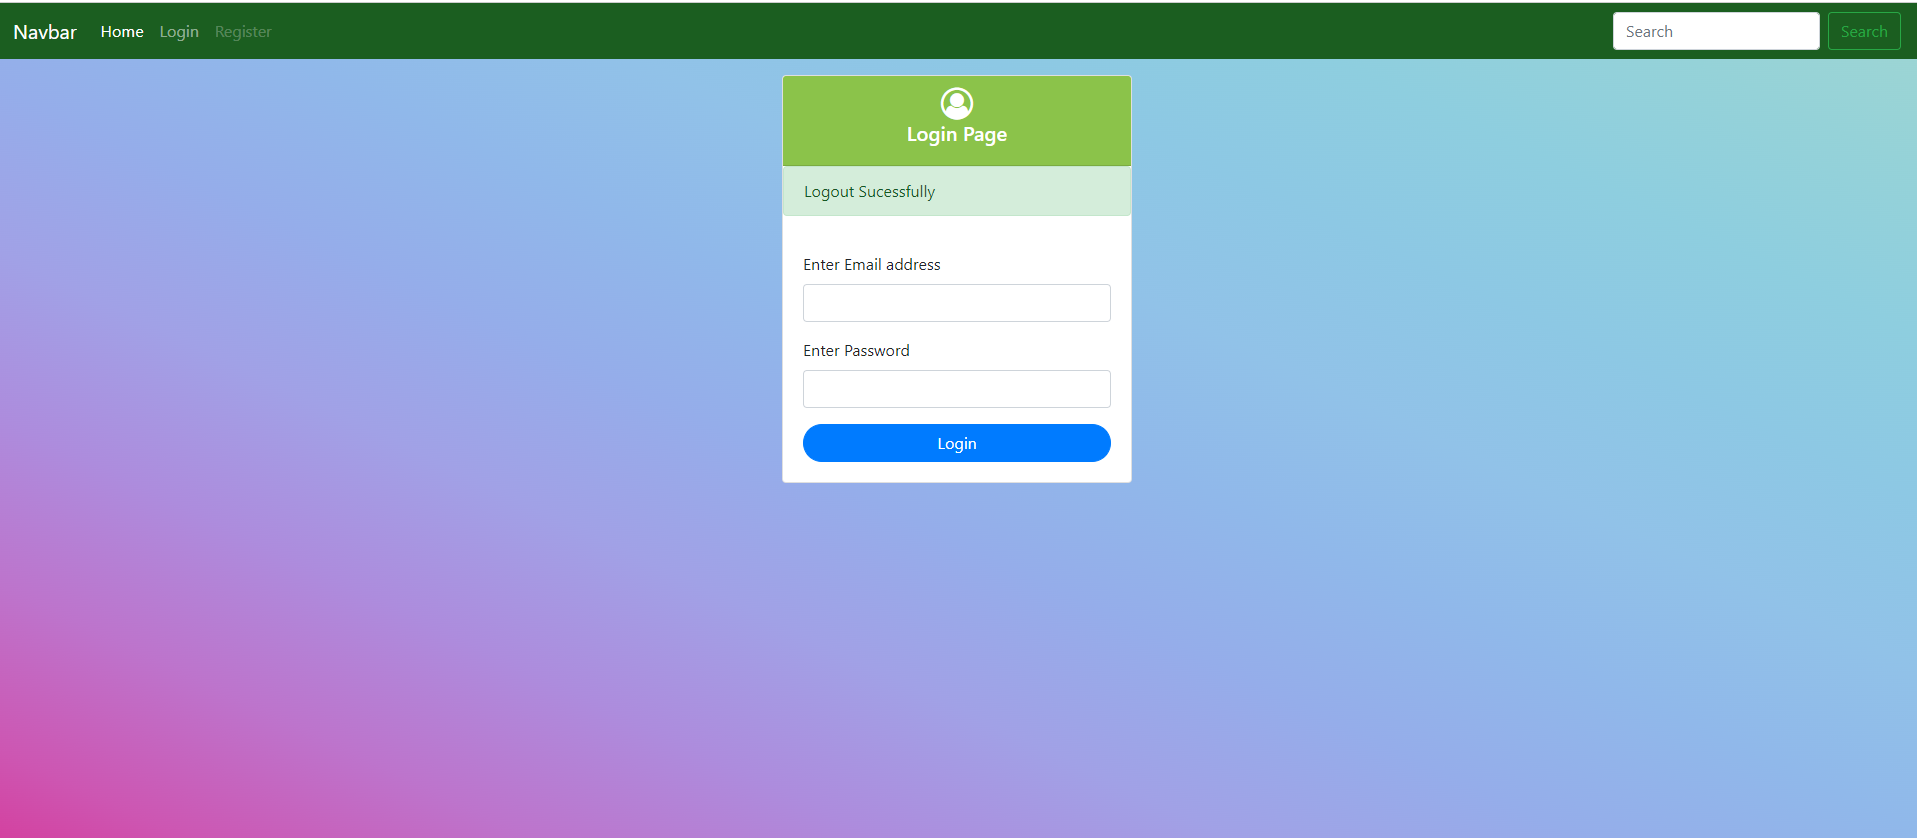 Navbar Home Login Register Search Search
Login Page
Logout Sucessfully
Enter Email address
Enter Password
Login